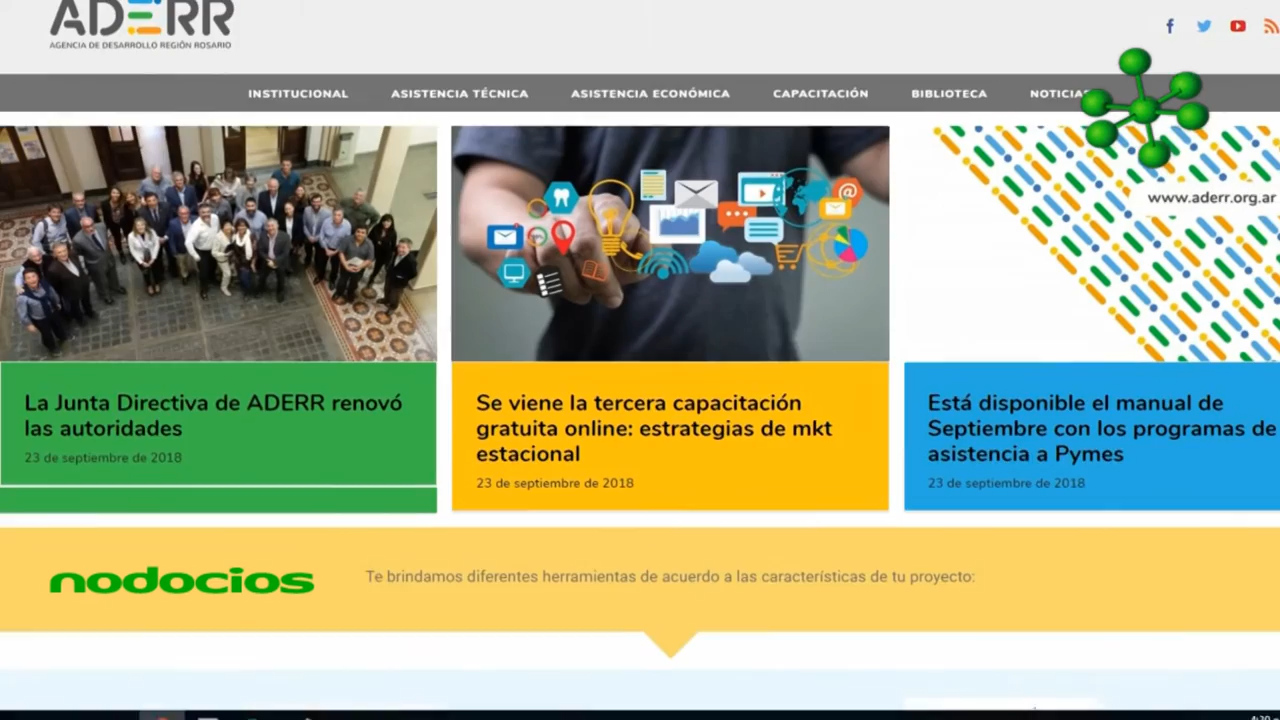 ADERR
AGENCIA DE DESARROLLO REGIÓN ROSARIO
INSTITUCIONAL
ASISTENCIA TÉCNICA
ASISTENCIA ECONÓMICA
CAPACITACIÓN
BIBLIOTECA
NOTICIAS
www.aderr.org.ar
La Junta Directiva de ADERR renovó
las autoridades
23 de septiembre de 2018
Se viene la tercera capacitación
gratuita online: estrategias de mkt
estacional
23 de septiembre de 2018
Está disponible el manual de
Septiembre con los programas de
asistencia a Pymes
23 de septiembre de 2018
nodocios
Te brindamos diferentes herramientas de acuerdo a las características de tu proyecto: